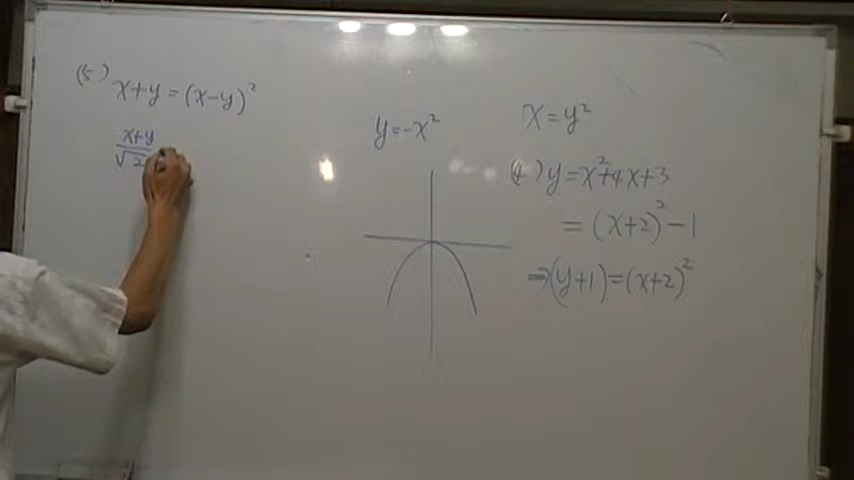 (5) x+y=(x-y)²
x+y
√2
y=-x²
x=y²
(4) y=x²+4x+3
=(x+2)²-1
⇒(y+1)=(x+2)²